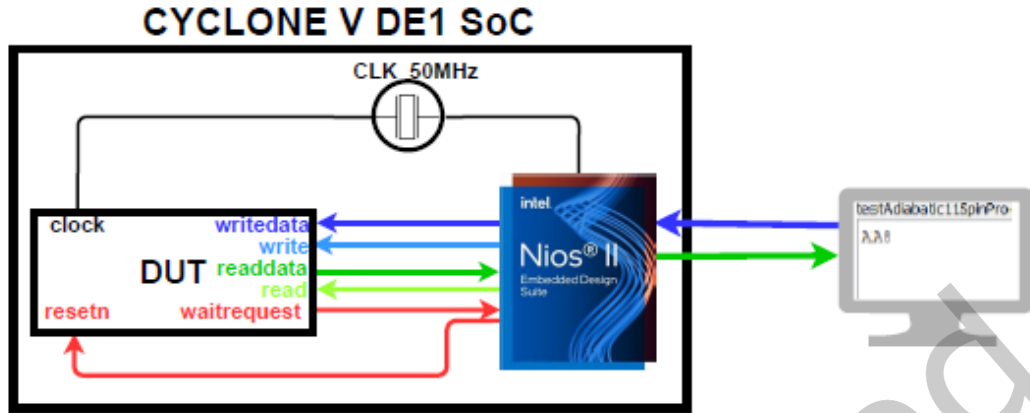 CYCLONE V DE1 SoC
CLK_50MHz
clock
writedata
write
DUT
readdata
read
resetn
waitrequest
intel
Nios® II
Embedded Design
Suite
testAdiabatic115pinPro